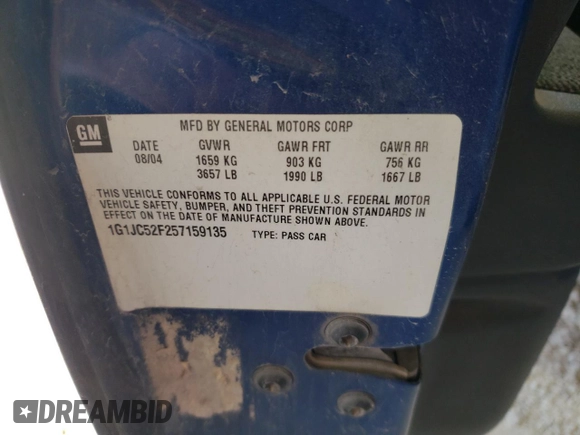 GM
MFD BY GENERAL MOTORS CORP
DATE GVWR GAWR FRT GAWR RR
08/04 1659 KG 903 KG 756 KG
3657 LB 1990 LB 1667 LB
THIS VEHICLE CONFORMS TO ALL APPLICABLE U.S. FEDERAL MOTOR
VEHICLE SAFETY, BUMPER, AND THEFT PREVENTION STANDARDS IN
EFFECT ON THE DATE OF MANUFACTURE SHOWN ABOVE.
1G1JC52F257159135 TYPE: PASS CAR
DREAMBID